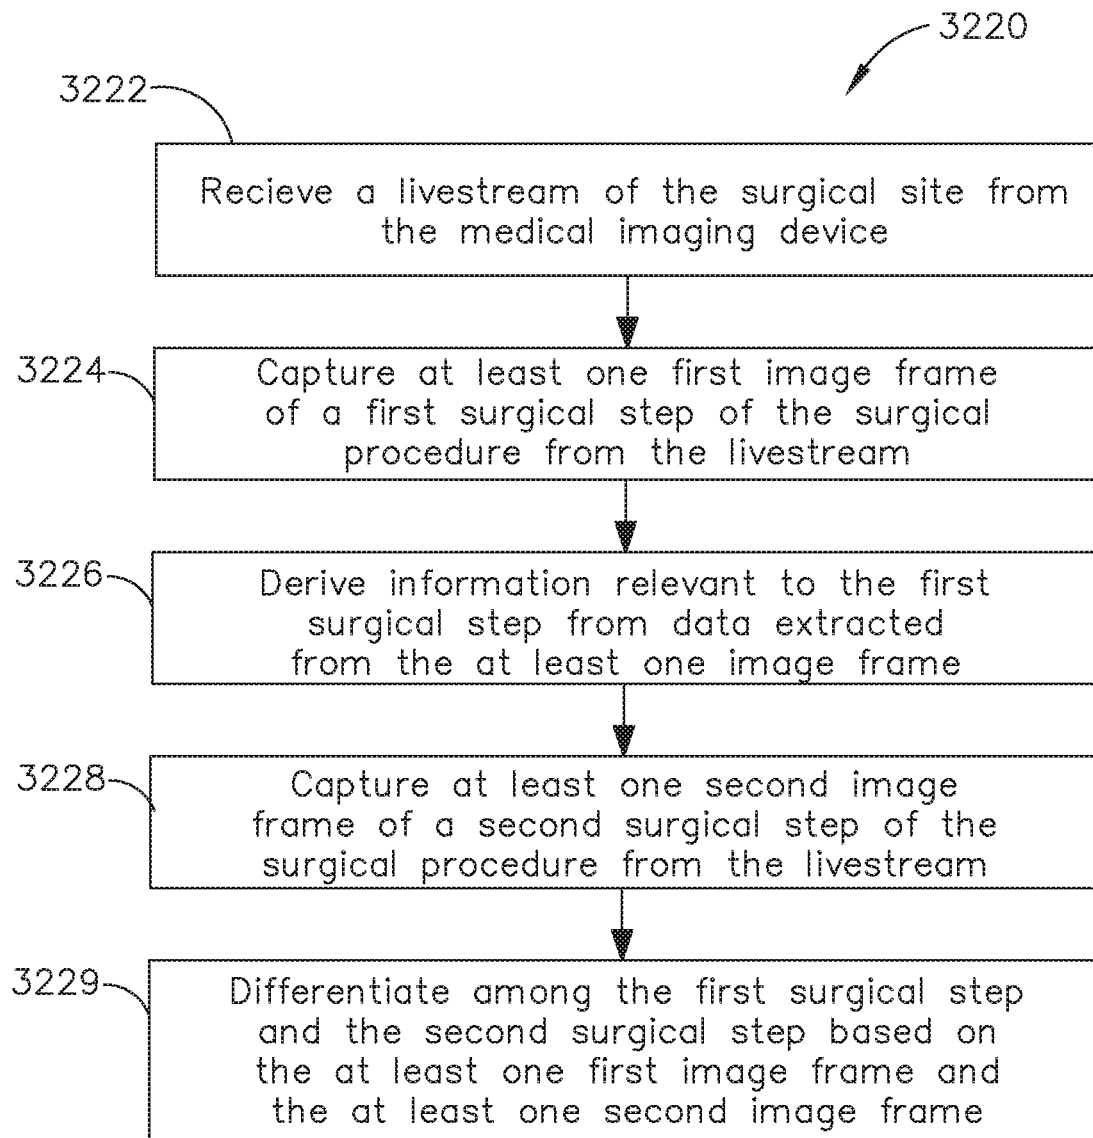 3220
3222
Recieve a livestream of the surgical site from
the medical imaging device
3224
Capture at least one first image frame
of a first surgical step of the surgical
procedure from the livestream
3226
Derive information relevant to the first
surgical step from data extracted
from the at least one image frame
3228
Capture at least one second image
frame of a second surgical step of the
surgical procedure from the livestream
3229
Differentiate among the first surgical step
and the second surgical step based on
the at least one first image frame and
the at least one second image frame